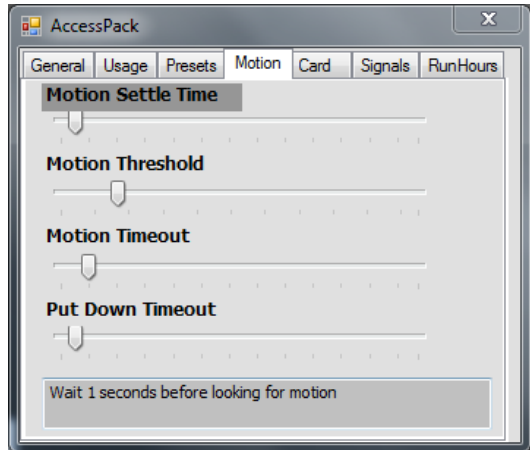 AccessPack
General Usage Presets Motion Card Signals RunHours
Motion Settle Time
Motion Threshold
Motion Timeout
Put Down Timeout
Wait 1 seconds before looking for motion